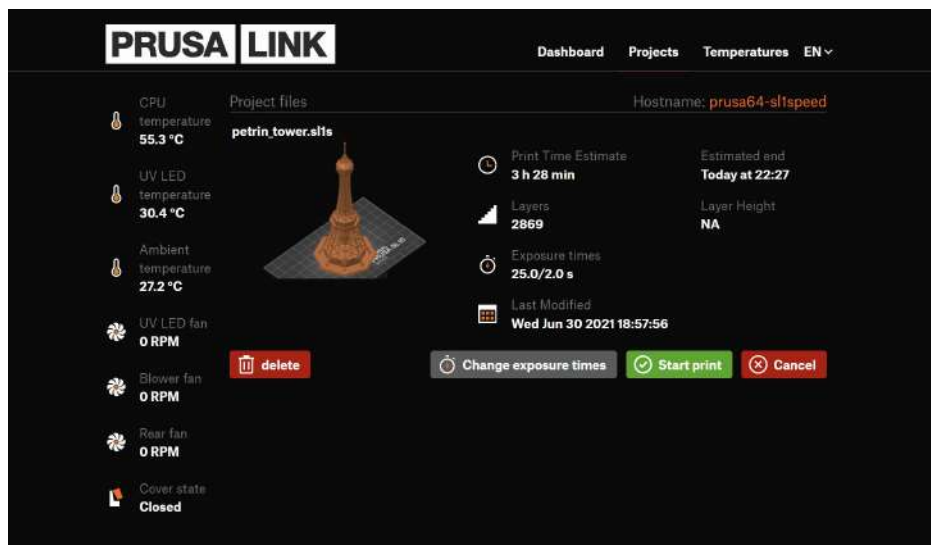 PRUSA LINK
Dashboard Projects Temperatures EN
CPU
temperature
55.3 °C
UV LED
temperature
30.4 °C
Ambient
temperature
27.2 °C
UV LED fan
0 RPM
Blower fan
0 RPM
Rear fan
0 RPM
Cover state
Closed
Project files
Hostname: prusa64-sl1speed
petrin_tower.sl1s
Print Time Estimate
3 h 28 min
Estimated end
Today at 22:27
Layers
2869
Layer Height
NA
Exposure times
25.0/2.0 s
Last Modified
Wed Jun 30 2021 18:57:56
delete
Change exposure times
Start print
Cancel